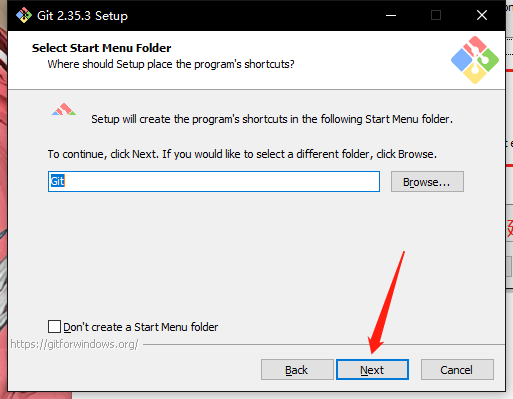 Git 2.35.3 Setup
Select Start Menu Folder
Where should Setup place the program's shortcuts?
Setup will create the program's shortcuts in the following Start Menu folder.
To continue, click Next. If you would like to select a different folder, click Browse.
Git
Browse...
Don't create a Start Menu folder
https://gitforwindows.org/
Back
Next
Cancel